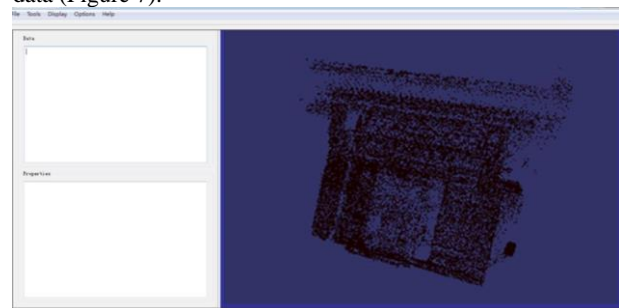 data (Figure 7).
File Tools Display Options Help
Data
Properties